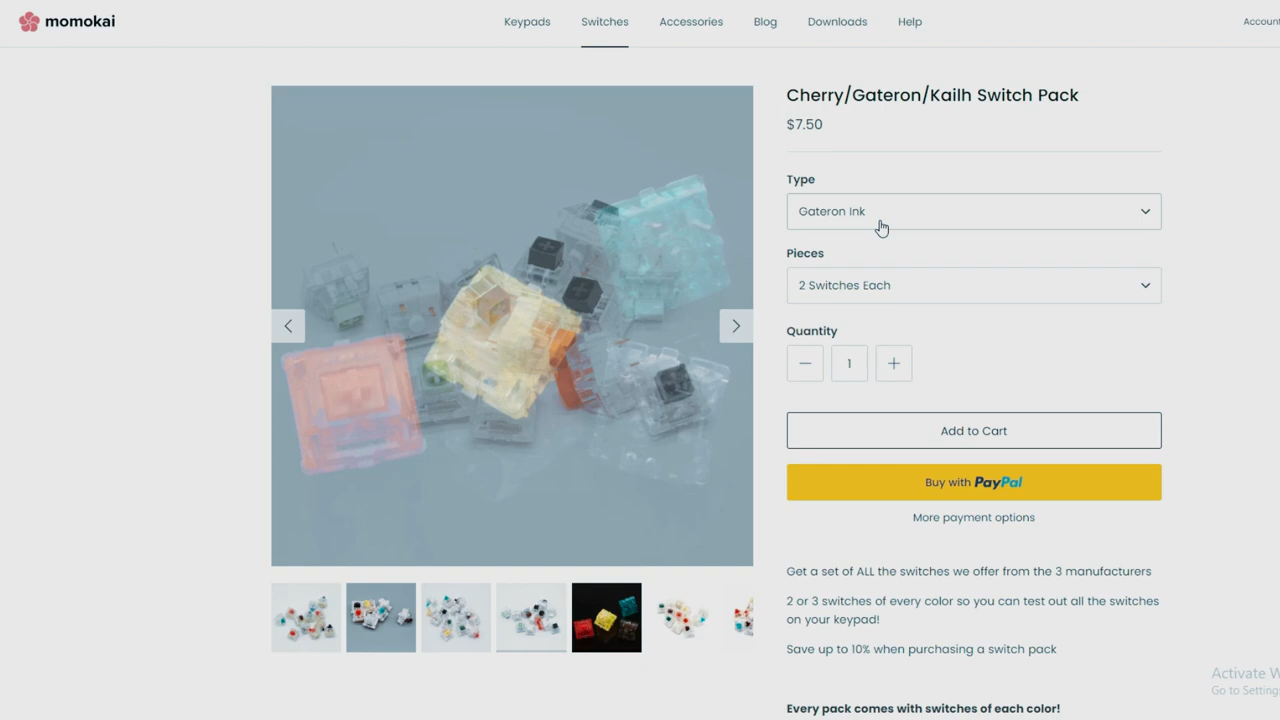 momokai
Keypads
Switches
Accessories
Blog
Downloads
Help
Account
Cherry/Gateron/Kailh Switch Pack
$7.50
Type
Gateron Ink
Pieces
2 Switches Each
Quantity
1
Add to Cart
Buy with PayPal
More payment options
Get a set of ALL the switches we offer from the 3 manufacturers
2 or 3 switches of every color so you can test out all the switches
on your keypad!
Save up to 10% when purchasing a switch pack
Activate W
Go to Setting
Every pack comes with switches of each color!